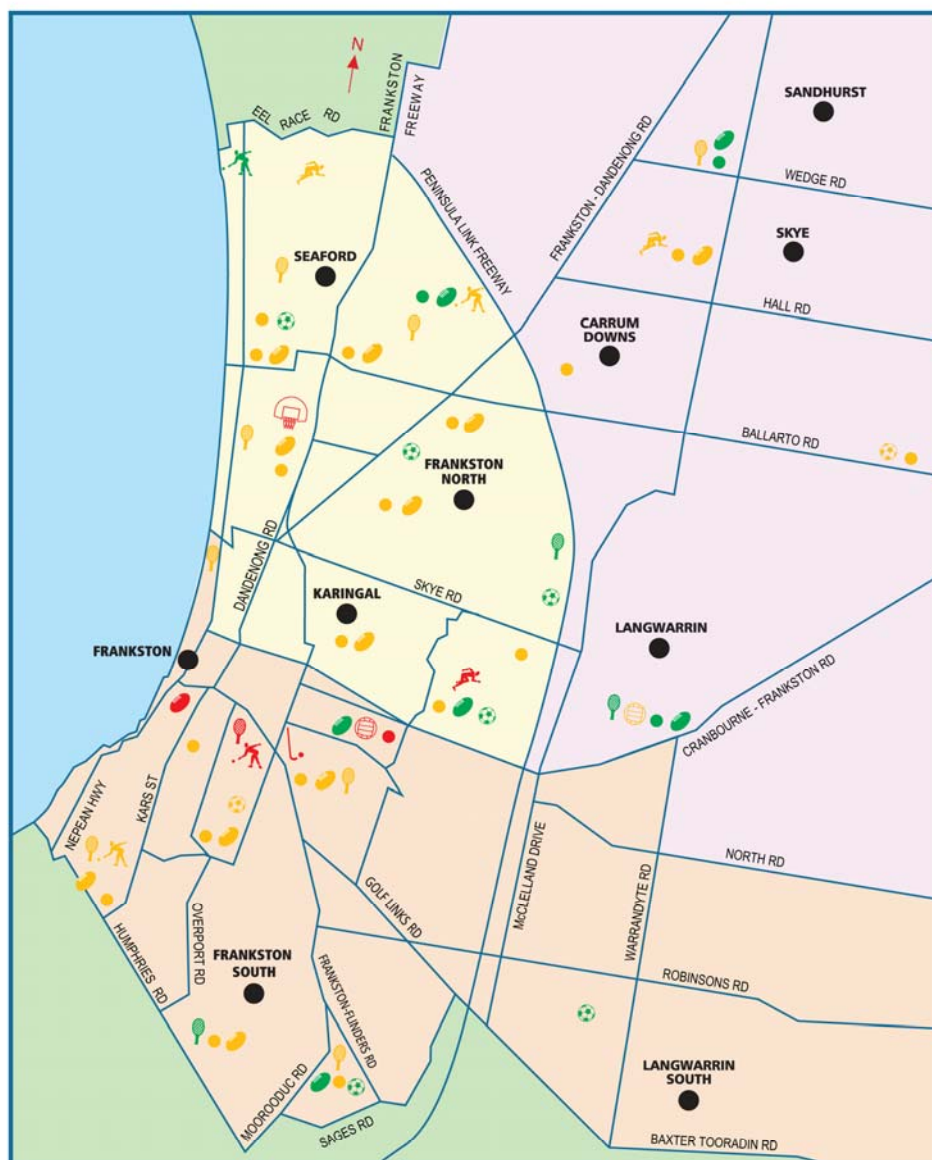 N
FRANKSTON
FREEWAY
EEL RACE RD
SANDHURST
FRANKSTON - DANDENONG RD
WEDGE RD
PENINSULA LINK FREEWAY
SKYE
SEAFORD
HALL RD
CARRUM
DOWNS
BALLARTO RD
FRANKSTON
NORTH
DANDENONG RD
SKYE RD
KARINGAL
LANGWARRIN
FRANKSTON
CRANBOURNE - FRANKSTON RD
NEPEAN HWY
KARS ST
McCLELLAND DRIVE
NORTH RD
GOLF LINKS RD
WARRANDYTE RD
HUMPHRIES RD
OVERPORT RD
FRANKSTON
SOUTH
FRANKSTON-FLINDERS RD
ROBINSONS RD
LANGWARRIN
SOUTH
MOOROODUC RD
SAGES RD
BAXTER TOORADIN RD